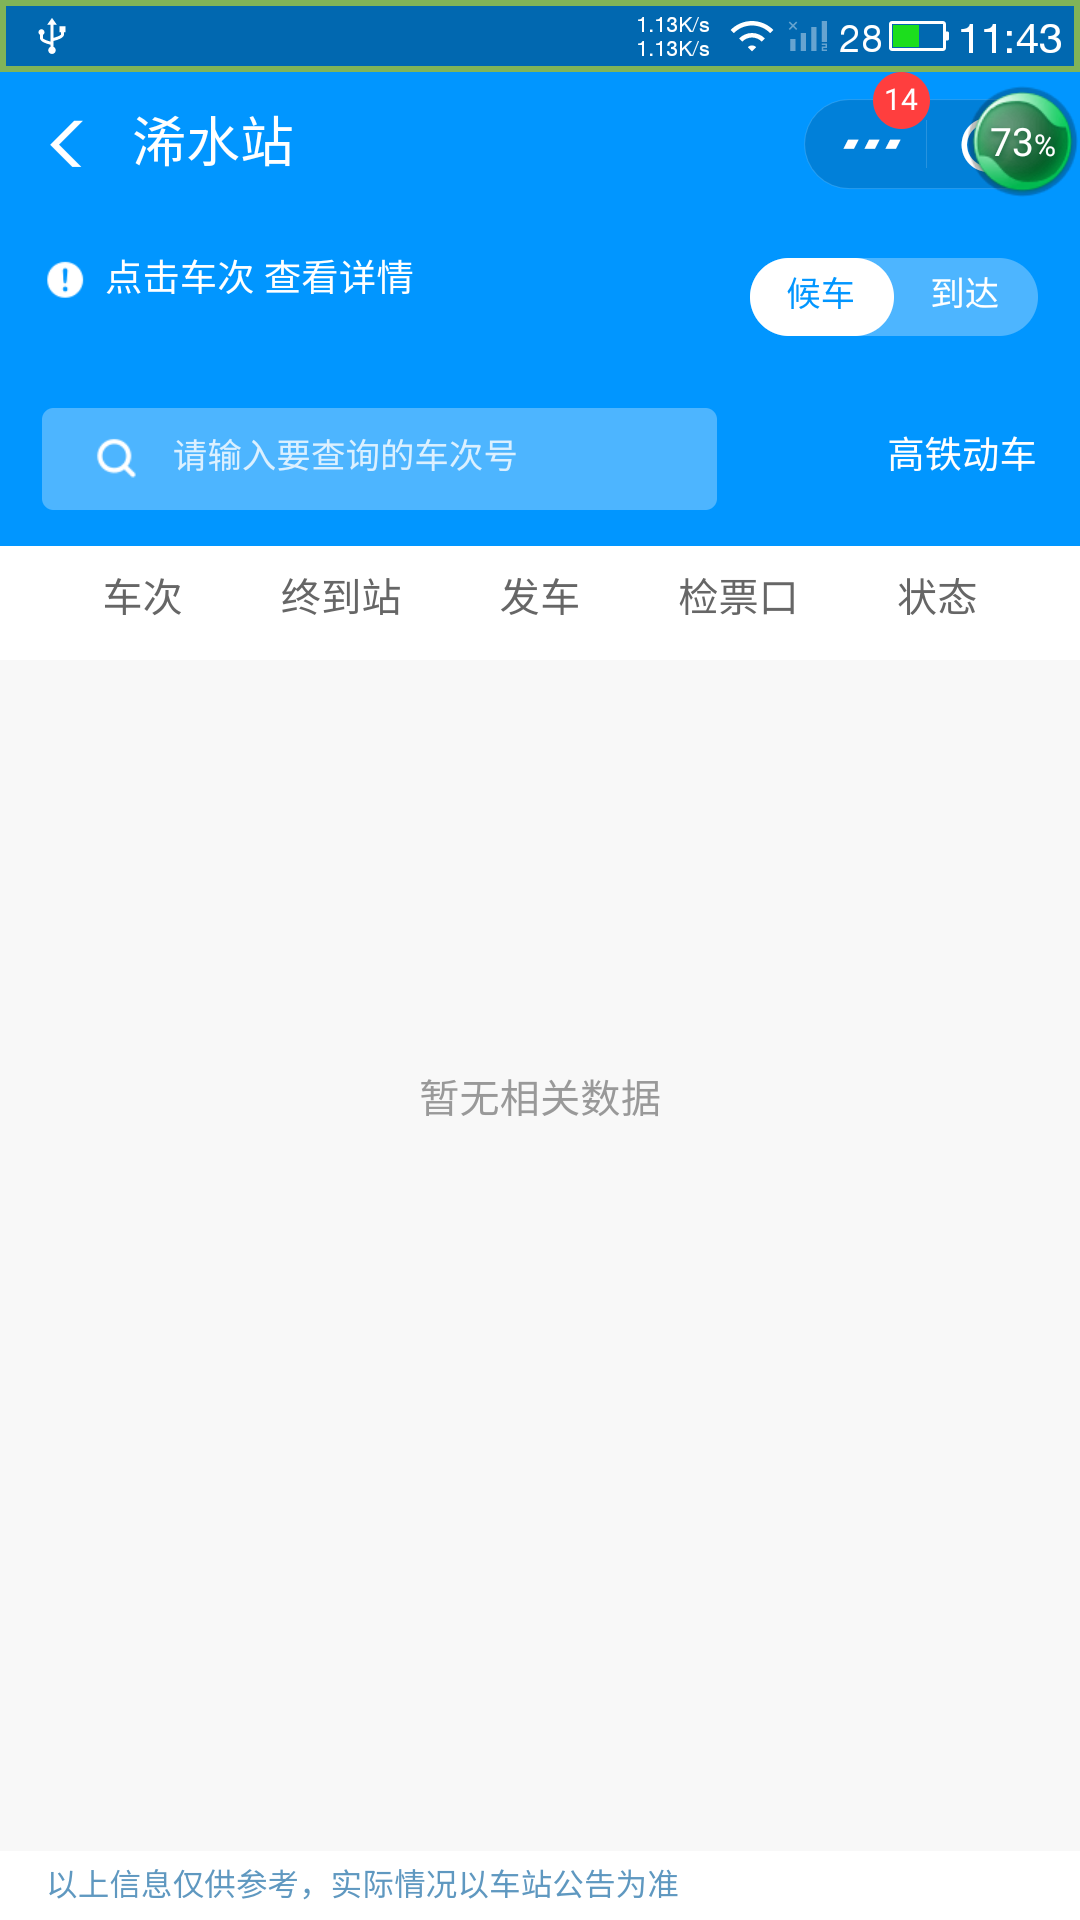 1.13K/s
1.13K/s
28
11:43
浠水站
14
73%
点击车次 查看详情
候车
到达
请输入要查询的车次号
高铁动车
车次 终到站 发车 检票口 状态
暂无相关数据
以上信息仅供参考，实际情况以车站公告为准